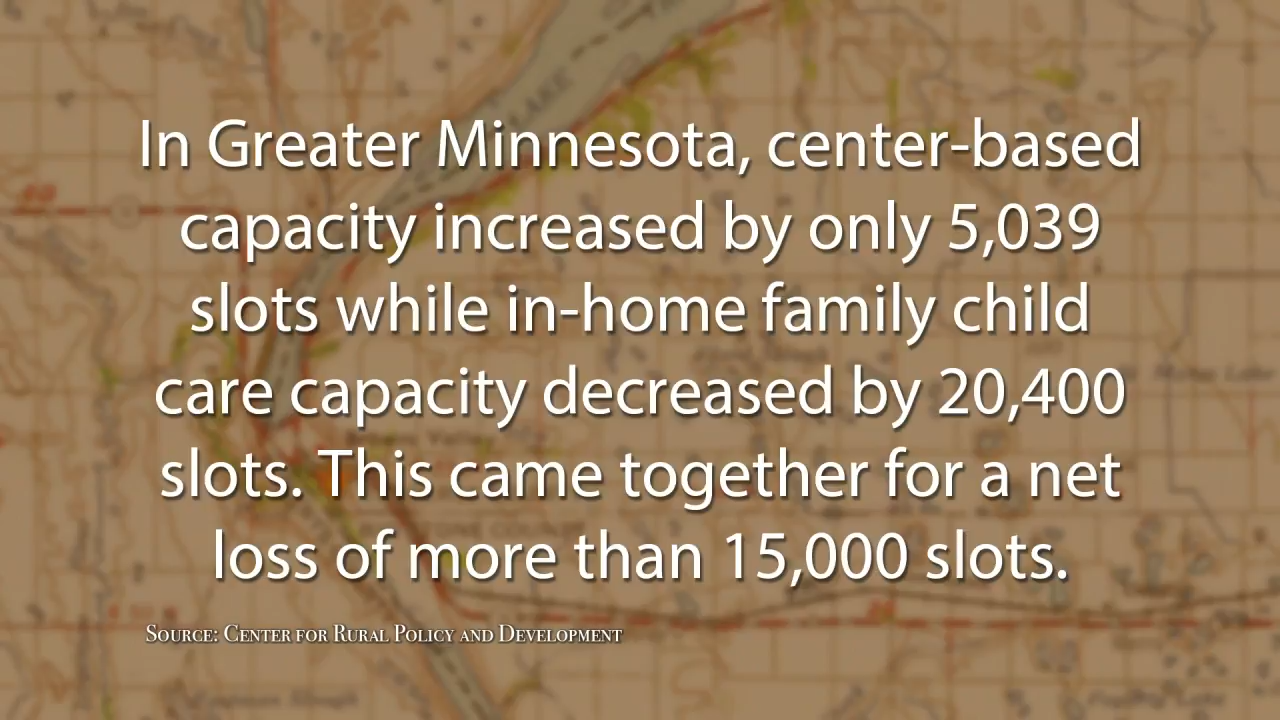 In Greater Minnesota, center-based
capacity increased by only 5,039
slots while in-home family child
care capacity decreased by 20,400
slots. This came together for a net
loss of more than 15,000 slots.
Source: Center for Rural Policy and Development